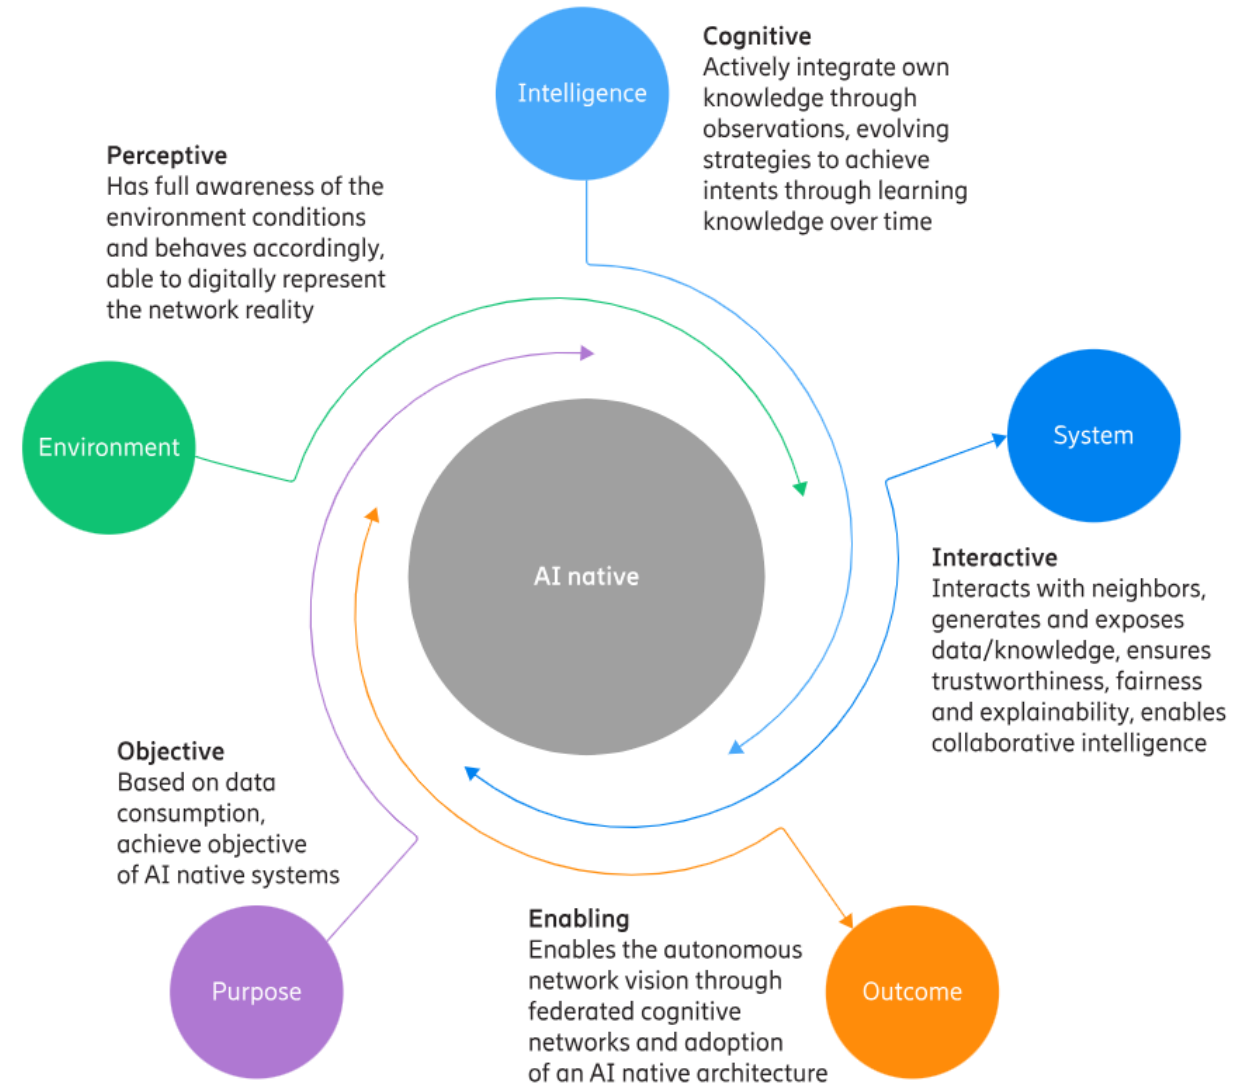 Intelligence
Cognitive
Actively integrate own
knowledge through
observations, evolving
strategies to achieve
intents through learning
knowledge over time
Perceptive
Has full awareness of the
environment conditions
and behaves accordingly,
able to digitally represent
the network reality
Environment
System
AI native
Interactive
Interacts with neighbors,
generates and exposes
data/knowledge, ensures
trustworthiness, fairness
and explainability, enables
collaborative intelligence
Objective
Based on data
consumption,
achieve objective
of AI native systems
Purpose
Enabling
Enables the autonomous
network vision through
federated cognitive
networks and adoption
of an AI native architecture
Outcome